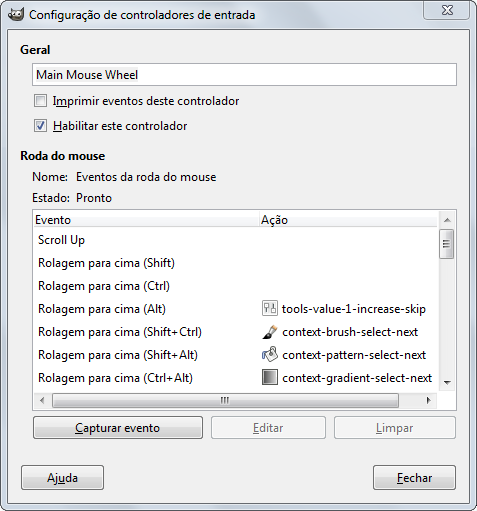 Configuração de controladores de entrada
Geral
Main Mouse Wheel
Imprimir eventos deste controlador
Habilitar este controlador
Roda do mouse
Nome: Eventos da roda do mouse
Estado: Pronto
Evento Ação
Scroll Up
Rolagem para cima (Shift)
Rolagem para cima (Ctrl)
Rolagem para cima (Alt) tools-value-1-increase-skip
Rolagem para cima (Shift+Ctrl) context-brush-select-next
Rolagem para cima (Shift+Alt) context-pattern-select-next
Rolagem para cima (Ctrl+Alt) context-gradient-select-next
Capturar evento Editar Limpar
Ajuda Fechar